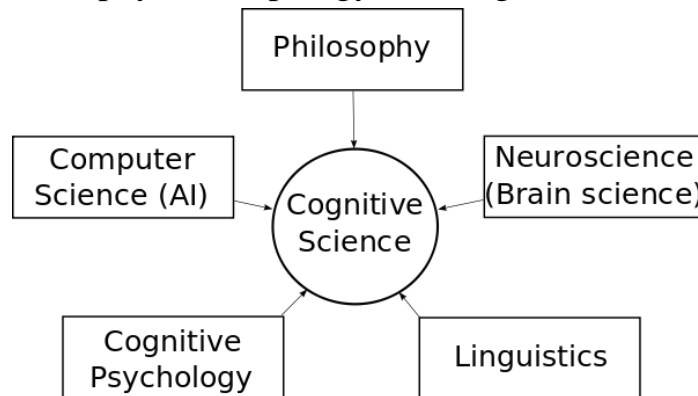 Philosophy
Computer
Science (AI)
Neuroscience
(Brain science)
Cognitive
Science
Cognitive
Psychology
Linguistics